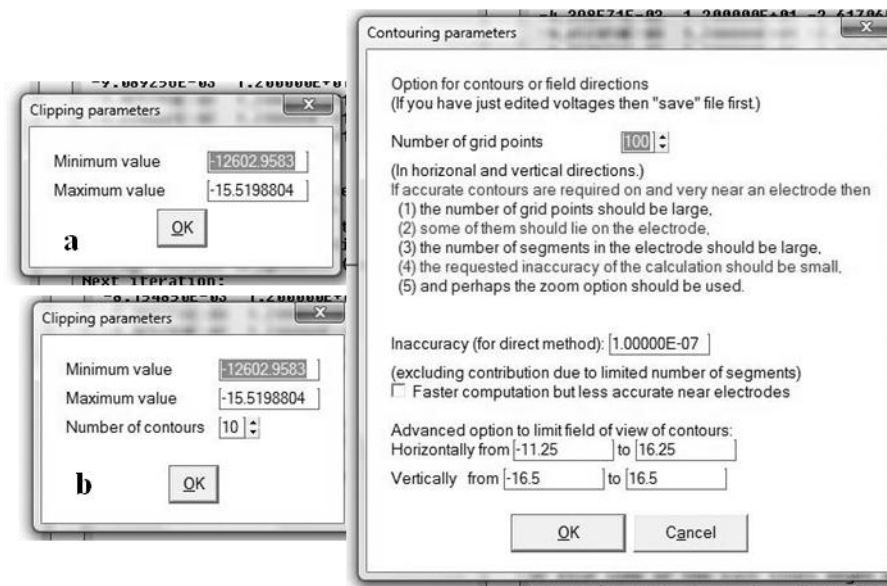 -9.089256E-03 1.200000E+01
Clipping parameters
Minimum value -12602.9583
Maximum value -15.5198804
OK
a
Next iteration:
Clipping parameters
Minimum value -12602.9583
Maximum value -15.5198804
Number of contours 10
b
OK
Contouring parameters
Option for contours or field directions
(If you have just edited voltages then "save" file first.)
Number of grid points 100
(In horizonal and vertical directions.)
If accurate contours are required on and very near an electrode then
(1) the number of grid points should be large,
(2) some of them should lie on the electrode,
(3) the number of segments in the electrode should be large,
(4) the requested inaccuracy of the calculation should be small,
(5) and perhaps the zoom option should be used.
Inaccuracy (for direct method): 1.00000E-07
(excluding contribution due to limited number of segments)
Faster computation but less accurate near electrodes
Advanced option to limit field of view of contours:
Horizontally from -11.25 to 16.25
Vertically from -16.5 to 16.5
OK Cancel